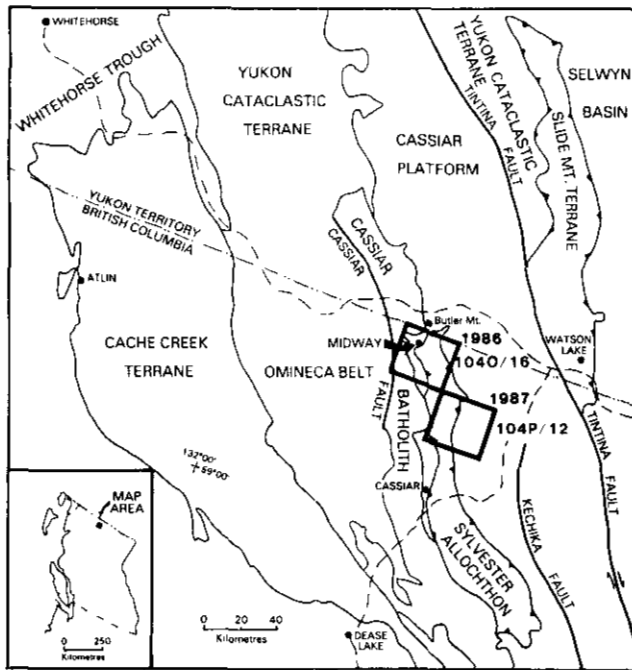 WHITEHORSE
WHITEHORSE TROUGH
YUKON
CATACLASTIC
TERRANE
YUKON CATACLASTIC
TERRANE
TINTINA
FAULT
SLIDE MT. TERRANE
SELWYN
BASIN
CASSIAR
PLATFORM
YUKON TERRITORY
BRITISH COLUMBIA
CASSIAR
CASSIAR
ATLIN
Butler Mt.
MIDWAY
1986
104O/16
WATSON
LAKE
CACHE CREEK
TERRANE
OMINECA BELT
FAULT
BATHOLITH
1987
104P/12
TINTINA
FAULT
132°00'
59°00'
CASSIAR
KECHIKA
FAULT
SYLVESTER
ALLOCHTHON
MAP
AREA
0 250
Kilometres
0 20 40
Kilometres
DEASE
LAKE